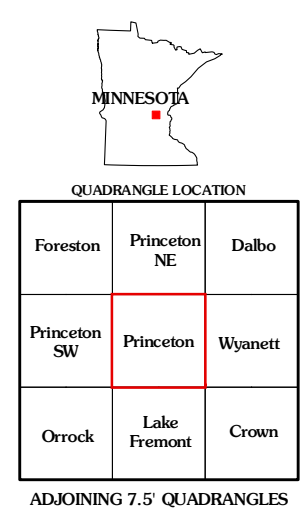 MINNESOTA
QUADRANGLE LOCATION
Foreston
Princeton
NE
Dalbo
Princeton
SW
Princeton
Wyanett
Orrock
Lake
Fremont
Crown
ADJOINING 7.5' QUADRANGLES